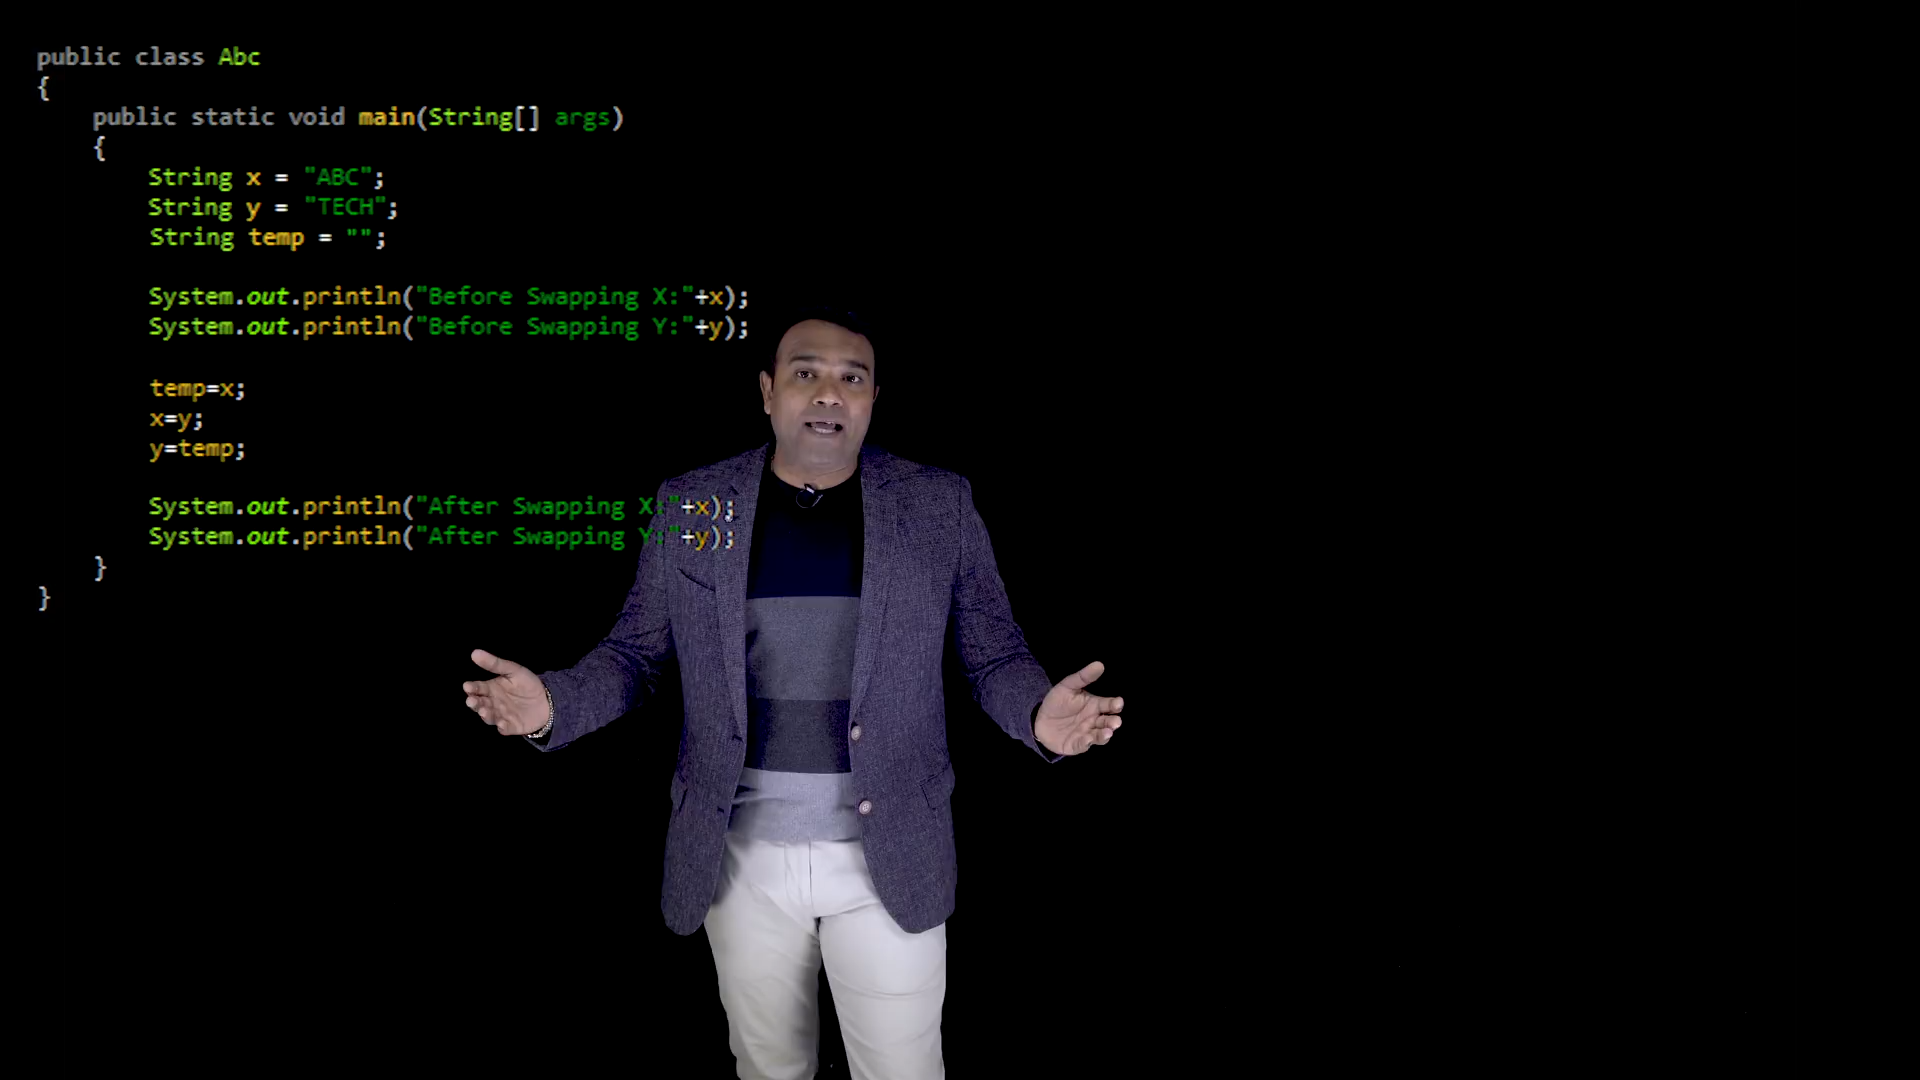 public class Abc
{
public static void main(String[] args)
{
String x = "ABC";
String y = "TECH";
String temp = "";
System.out.println("Before Swapping X:"+x);
System.out.println("Before Swapping Y:"+y);
temp=x;
x=y;
y=temp;
System.out.println("After Swapping X:"+x);
System.out.println("After Swapping Y:"+y);
}
}